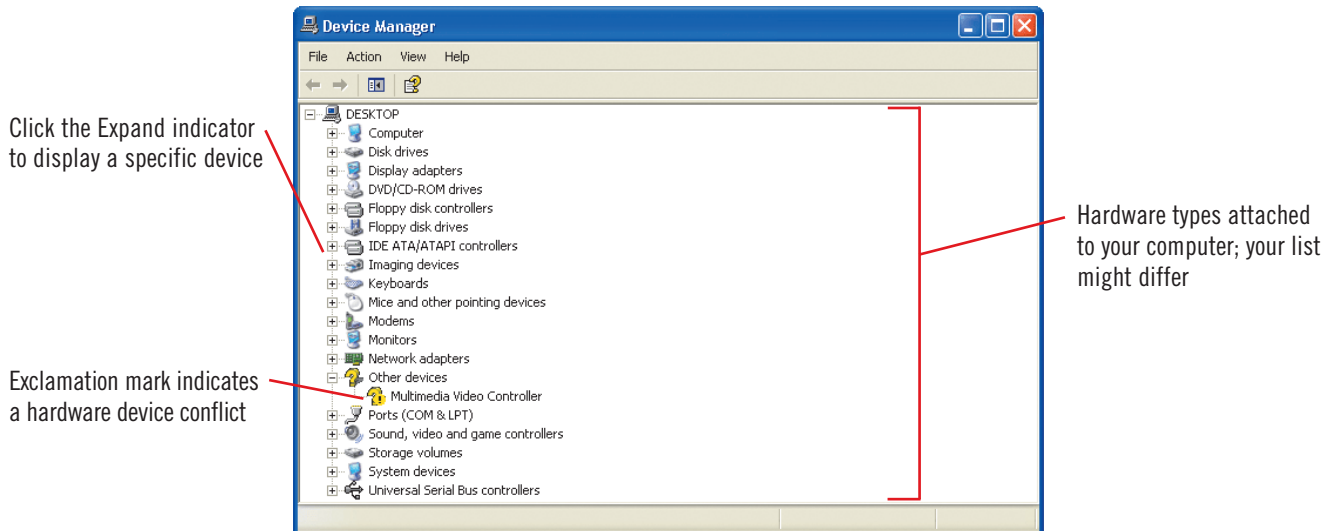 Device Manager
File Action View Help
DESKTOP
Computer
Disk drives
Display adapters
DVD/CD-ROM drives
Floppy disk controllers
Floppy disk drives
IDE ATA/ATAPI controllers
Imaging devices
Keyboards
Mice and other pointing devices
Modems
Monitors
Network adapters
Other devices
Multimedia Video Controller
Ports (COM & LPT)
Sound, video and game controllers
Storage volumes
System devices
Universal Serial Bus controllers
Click the Expand indicator
to display a specific device
Exclamation mark indicates
a hardware device conflict
Hardware types attached
to your computer; your list
might differ